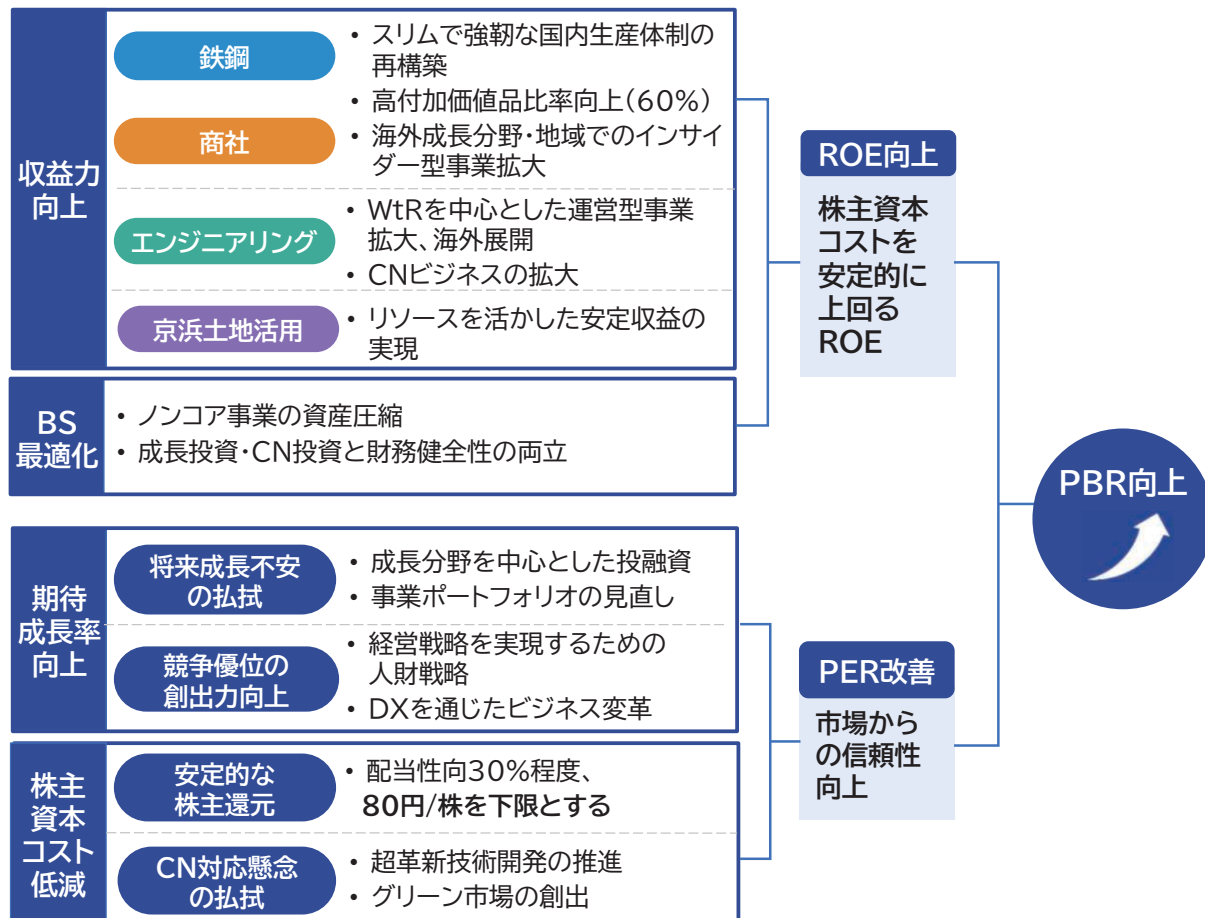 収益力
向上
鉄鋼
商社
• スリムで強靭な国内生産体制の
再構築
• 高付加価値品比率向上(60%)
• 海外成長分野・地域でのインサイ
ダー型事業拡大
エンジニアリング
• WtRを中心とした運営型事業
拡大、海外展開
• CNビジネスの拡大
京浜土地活用
• リソースを活かした安定収益の
実現
BS
最適化
• ノンコア事業の資産圧縮
• 成長投資・CN投資と財務健全性の両立
ROE向上
株主資本
コストを
安定的に
上回る
ROE
期待
成長率
向上
将来成長不安
の払拭
• 成長分野を中心とした投融資
• 事業ポートフォリオの見直し
競争優位の
創出力向上
• 経営戦略を実現するための
人財戦略
• DXを通じたビジネス変革
株主
資本
コスト
低減
安定的な
株主還元
• 配当性向30%程度、
80円/株を下限とする
CN対応懸念
の払拭
• 超革新技術開発の推進
• グリーン市場の創出
PER改善
市場から
の信頼性
向上
PBR向上